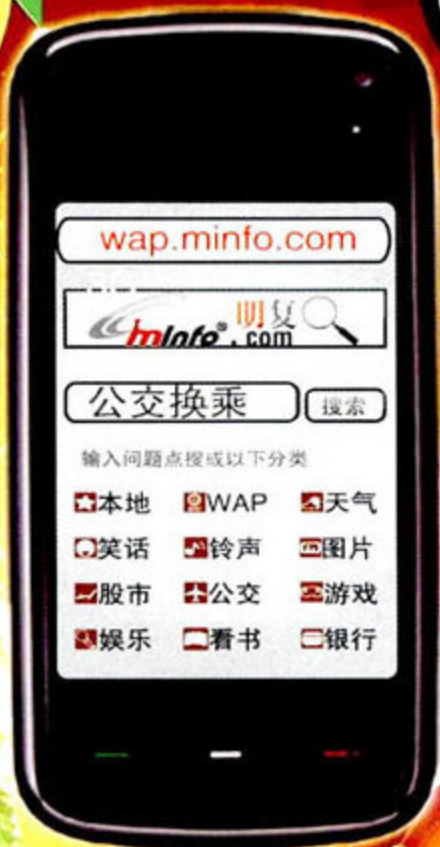 wap.minfo.com
minfo® 明复
.com
公交换乘 搜索
输入问题点搜或以下分类
本地 WAP 天气
笑话 铃声 图片
股市 公交 游戏
娱乐 看书 银行